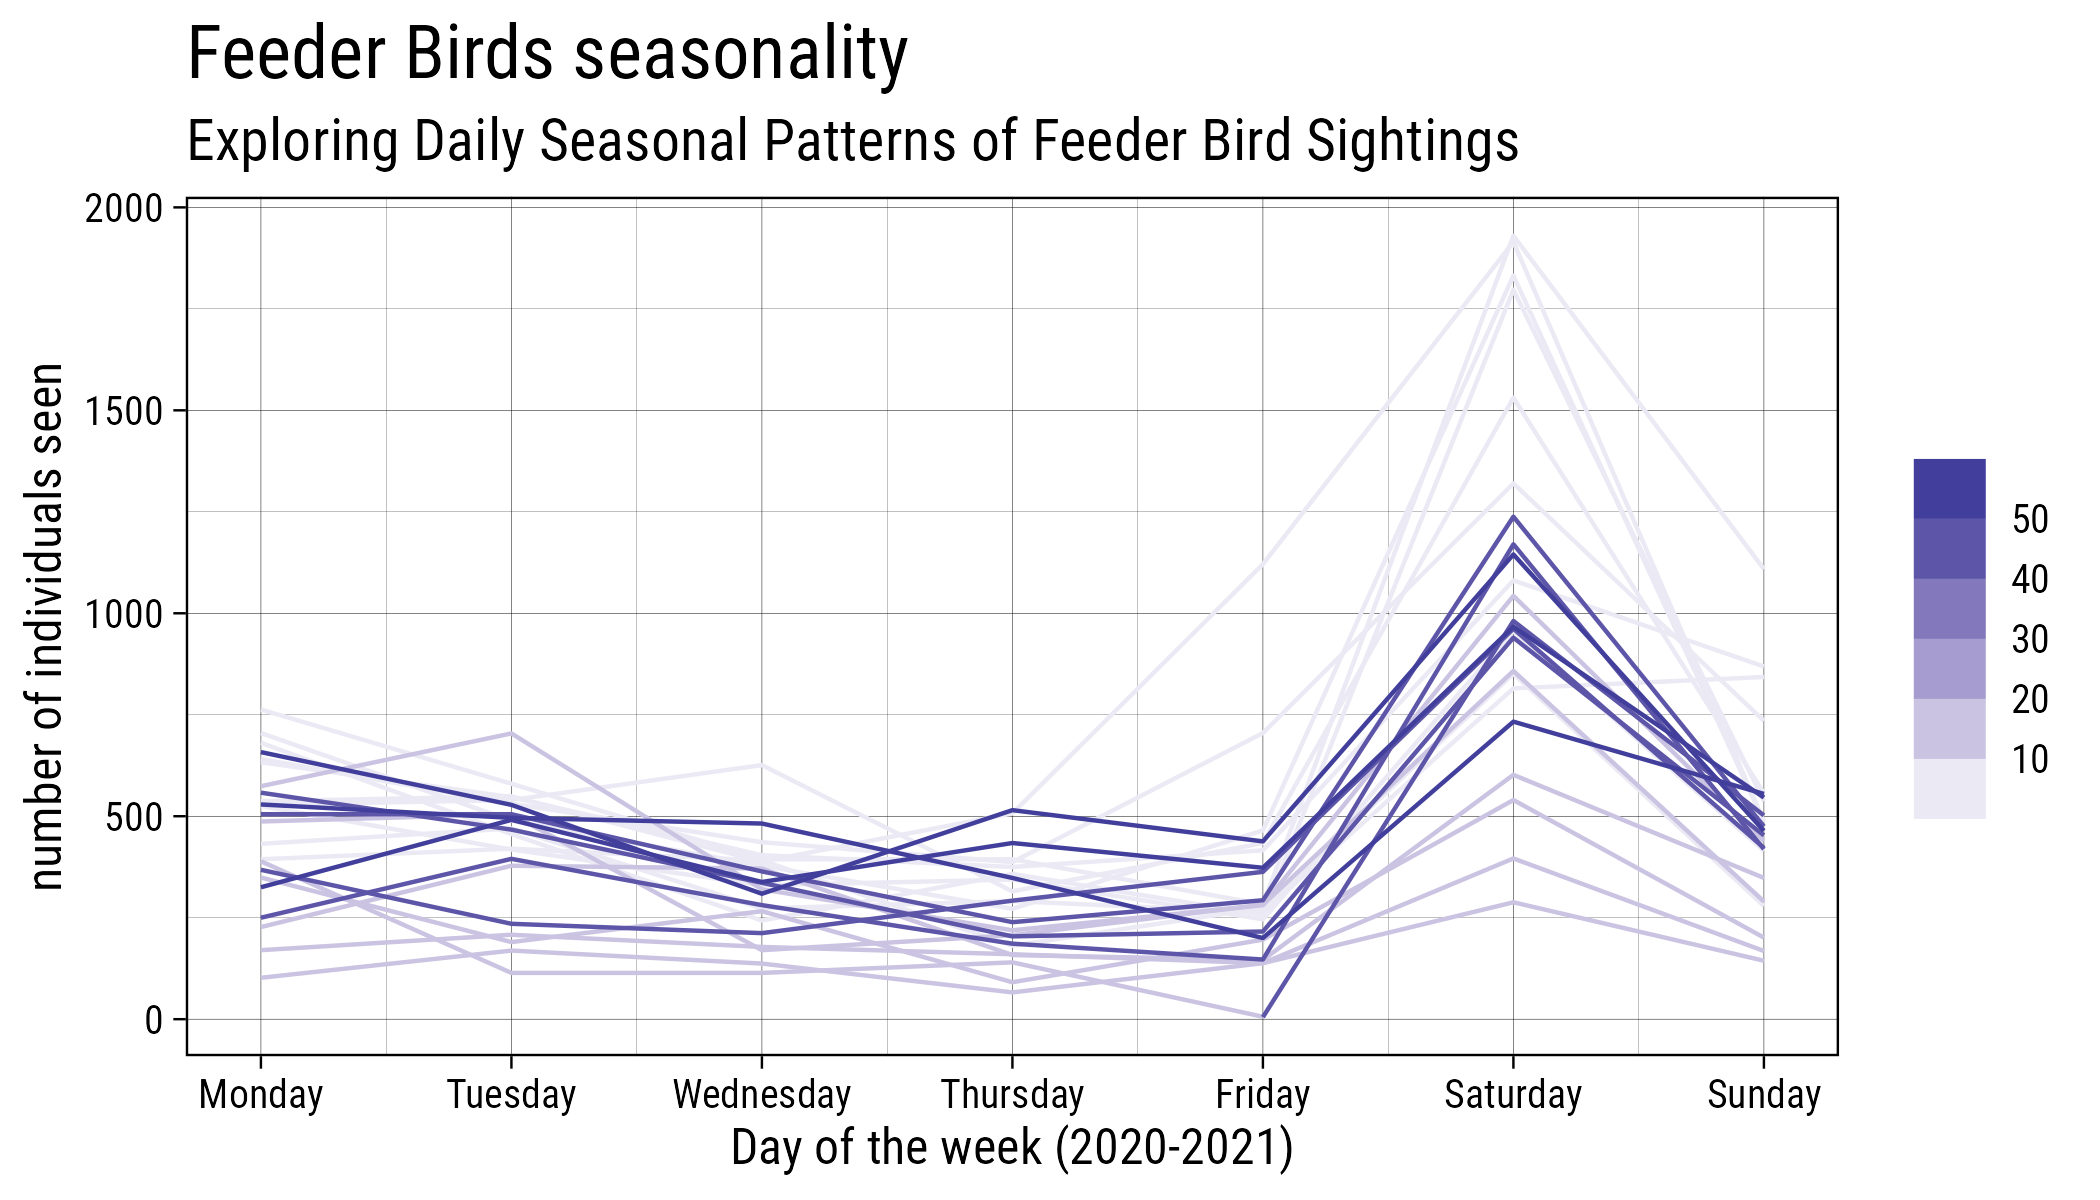 Feeder Birds seasonality
Exploring Daily Seasonal Patterns of Feeder Bird Sightings
2000
1500
1000
500
0
number of individuals seen
Monday Tuesday Wednesday Thursday Friday Saturday Sunday
Day of the week (2020-2021)
50
40
30
20
10